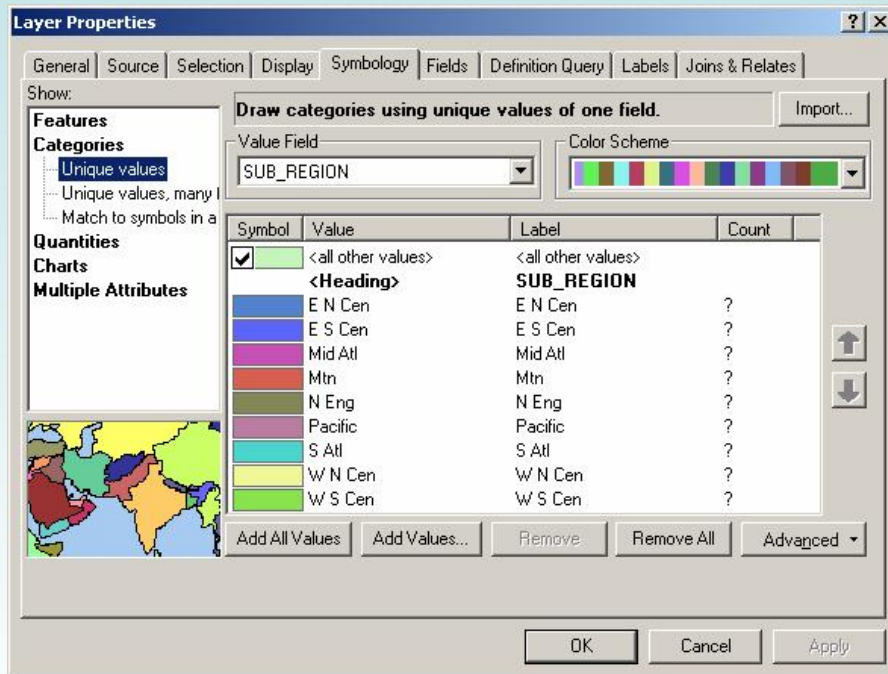 Layer Properties
General Source Selection Display Symbology Fields Definition Query Labels Joins & Relates
Show:
Features
Categories
Unique values
Unique values, many
Match to symbols in a
Quantities
Charts
Multiple Attributes
Draw categories using unique values of one field.
Import...
Value Field
SUB_REGION
Color Scheme
Symbol Value Label Count
<all other values> <all other values>
<Heading> SUB_REGION
E N Cen E N Cen ?
E S Cen E S Cen ?
Mid Atl Mid Atl ?
Mtn Mtn ?
N Eng N Eng ?
Pacific Pacific ?
S Atl S Atl ?
W N Cen W N Cen ?
W S Cen W S Cen ?
Add All Values Add Values... Remove Remove All Advanced
OK Cancel Apply